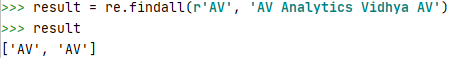 >>> result = re.findall(r'AV', 'AV Analytics Vidhya AV')
>>> result
['AV', 'AV']